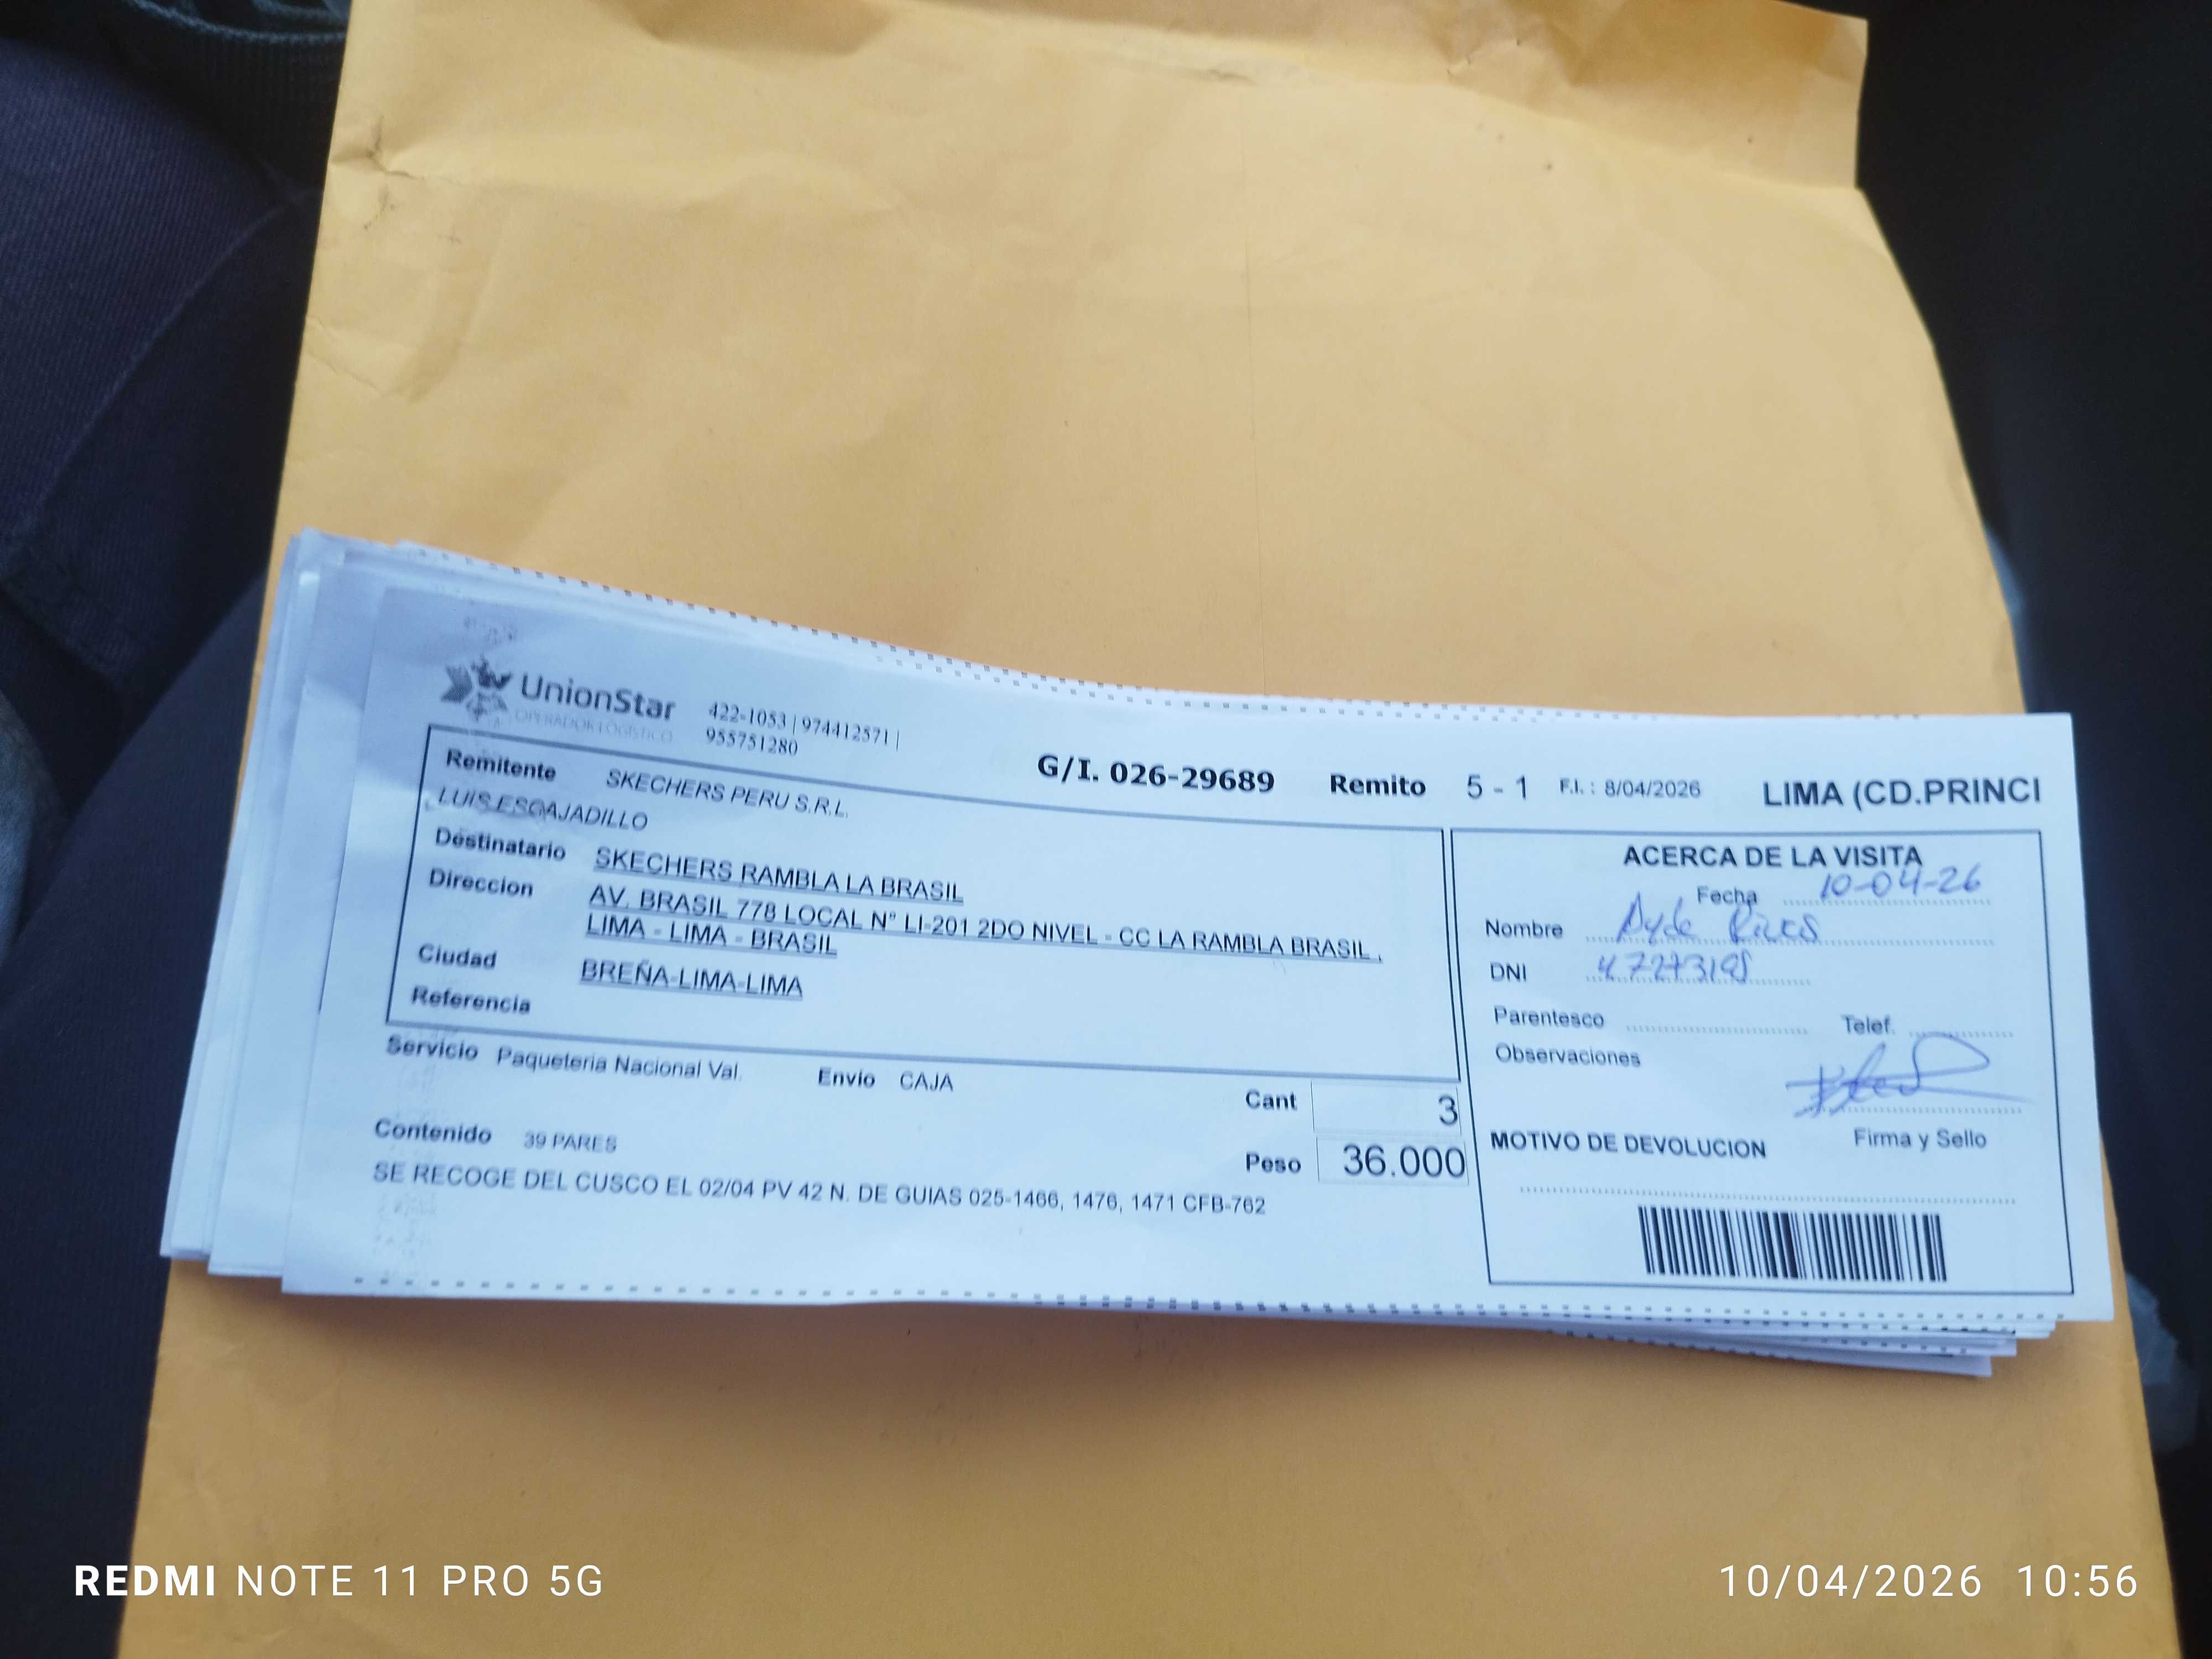 UnionStar
OPERADOR LOGISTICO
422-1053 | 974412571 |
955751280
G/I. 026-29689 Remito 5 - 1 F.I. : 8/04/2026 LIMA (CD.PRINCI
Remitente SKECHERS PERU S.R.L.
LUIS ESCAJADILLO
Destinatario SKECHERS RAMBLA LA BRASIL
Direccion AV. BRASIL 778 LOCAL N° LI-201 2DO NIVEL - CC LA RAMBLA BRASIL ,
LIMA - LIMA - BRASIL
Ciudad BREÑA-LIMA-LIMA
Referencia
Servicio Paqueteria Nacional Val. Envio CAJA
Cant 3
Contenido 39 PARES
Peso 36.000
SE RECOGE DEL CUSCO EL 02/04 PV 42 N. DE GUIAS 025-1466, 1476, 1471 CFB-762
ACERCA DE LA VISITA
Fecha 10-04-26
Nombre
DNI
Parentesco Telef.
Observaciones
Firma y Sello
MOTIVO DE DEVOLUCION
REDMI NOTE 11 PRO 5G
10/04/2026 10:56